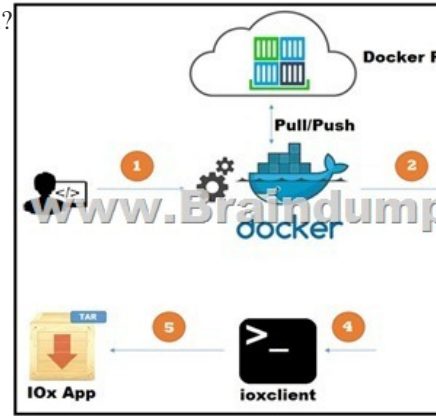 ?
Docker R
Pull/Push
1
2
</>
www.Braindump
docker
TAR
5
>_
4
IOx App
ioxclient